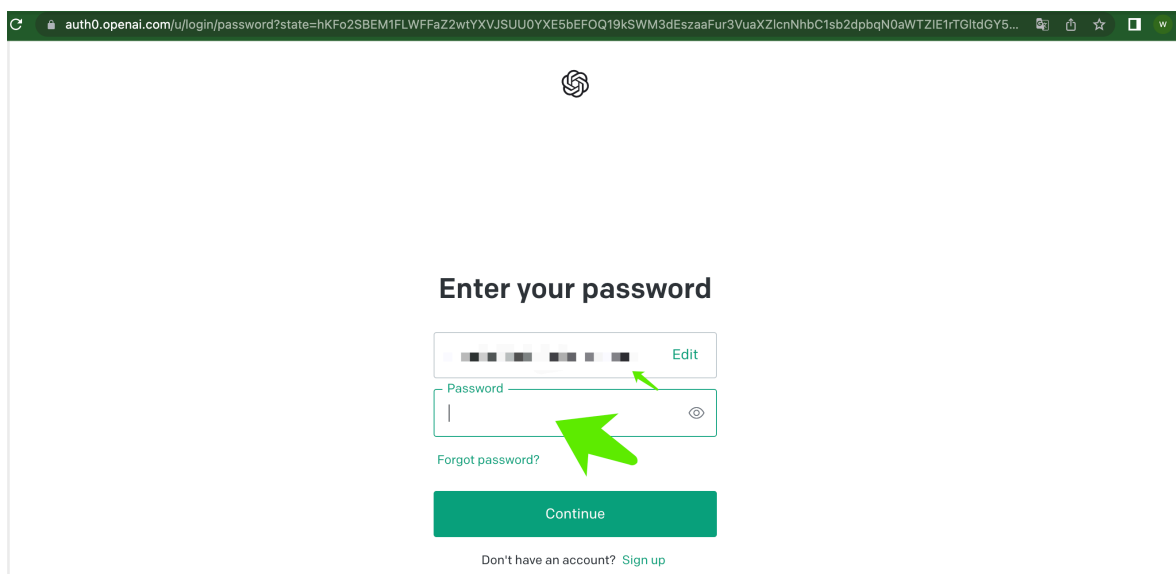 auth0.openai.com/u/login/password?state=hKFo2SBEM1FLWFFaZ2wtYXVJSUU0YXE5bEFOQ19kSWM3dEszaaFur3VuaXZlcnNhbC1sb2dpbqN0aWTZIE1rTGltdGY5...
W
Enter your password
Edit
Password
Forgot password?
Continue
Don't have an account? Sign up